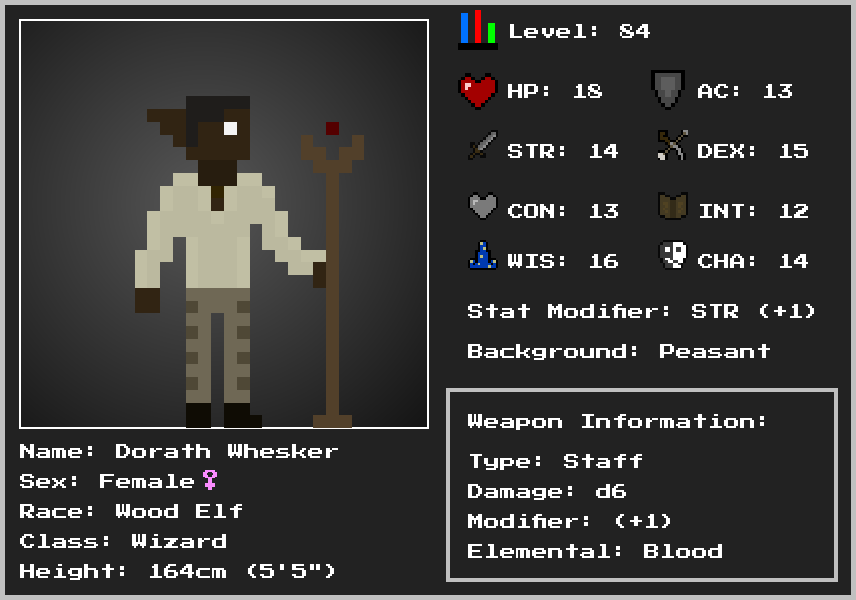 Level: 84
HP: 18 AC: 13
STR: 14 DEX: 15
CON: 13 INT: 12
WIS: 16 CHA: 14
Stat Modifier: STR (+1)
Background: Peasant
Weapon Information:
Type: Staff
Damage: d6
Modifier: (+1)
Elemental: Blood
Name: Dorath Whesker
Sex: Female♀
Race: Wood Elf
Class: Wizard
Height: 164cm (5'5")